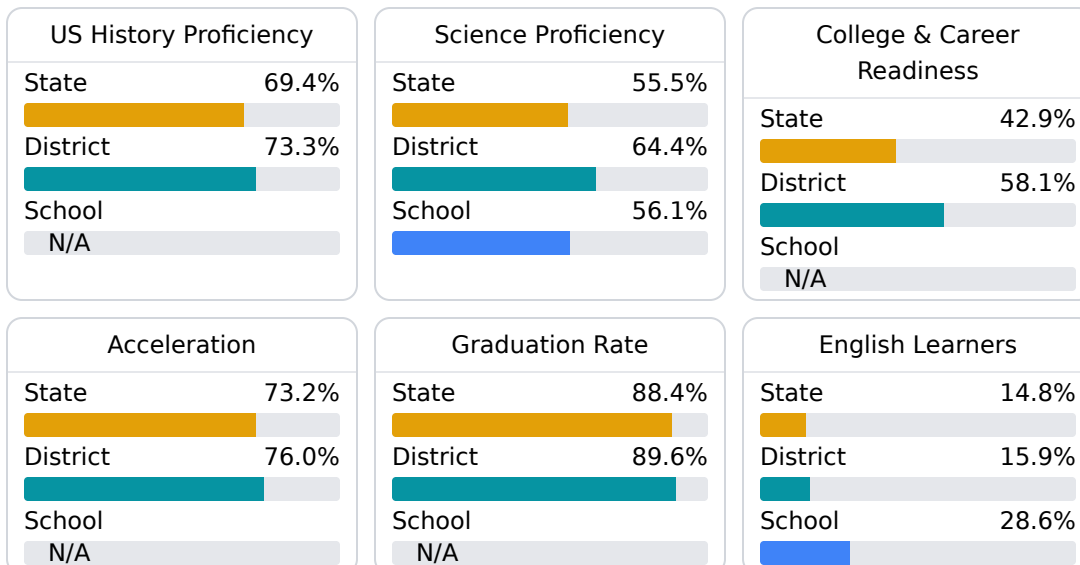 US History Proficiency
State 69.4%
District 73.3%
School
N/A
Science Proficiency
State 55.5%
District 64.4%
School 56.1%
College & Career
Readiness
State 42.9%
District 58.1%
School
N/A
Acceleration
State 73.2%
District 76.0%
School
N/A
Graduation Rate
State 88.4%
District 89.6%
School
N/A
English Learners
State 14.8%
District 15.9%
School 28.6%